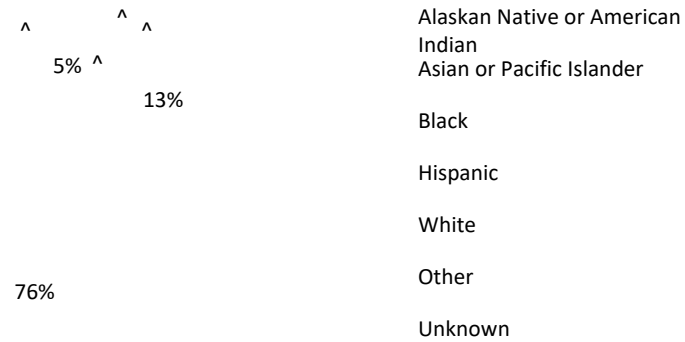 ^
^
^
5%
^
13%
76%
Alaskan Native or American
Indian
Asian or Pacific Islander
Black
Hispanic
White
Other
Unknown